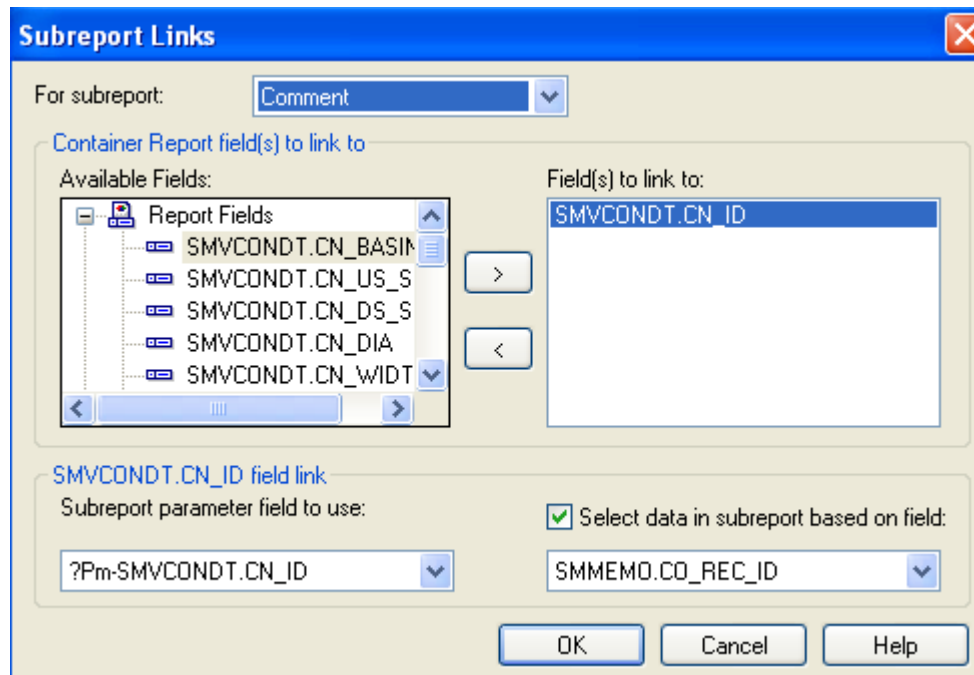 Subreport Links
For subreport:
Comment
Container Report field(s) to link to
Available Fields:
Report Fields
SMVCONDT.CN_BASIN
SMVCONDT.CN_US_S
SMVCONDT.CN_DS_S
SMVCONDT.CN_DIA
SMVCONDT.CN_WIDT
>
<
Field(s) to link to:
SMVCONDT.CN_ID
SMVCONDT.CN_ID field link
Subreport parameter field to use:
?Pm-SMVCONDT.CN_ID
Select data in subreport based on field:
SMMEMO.CO_REC_ID
OK
Cancel
Help